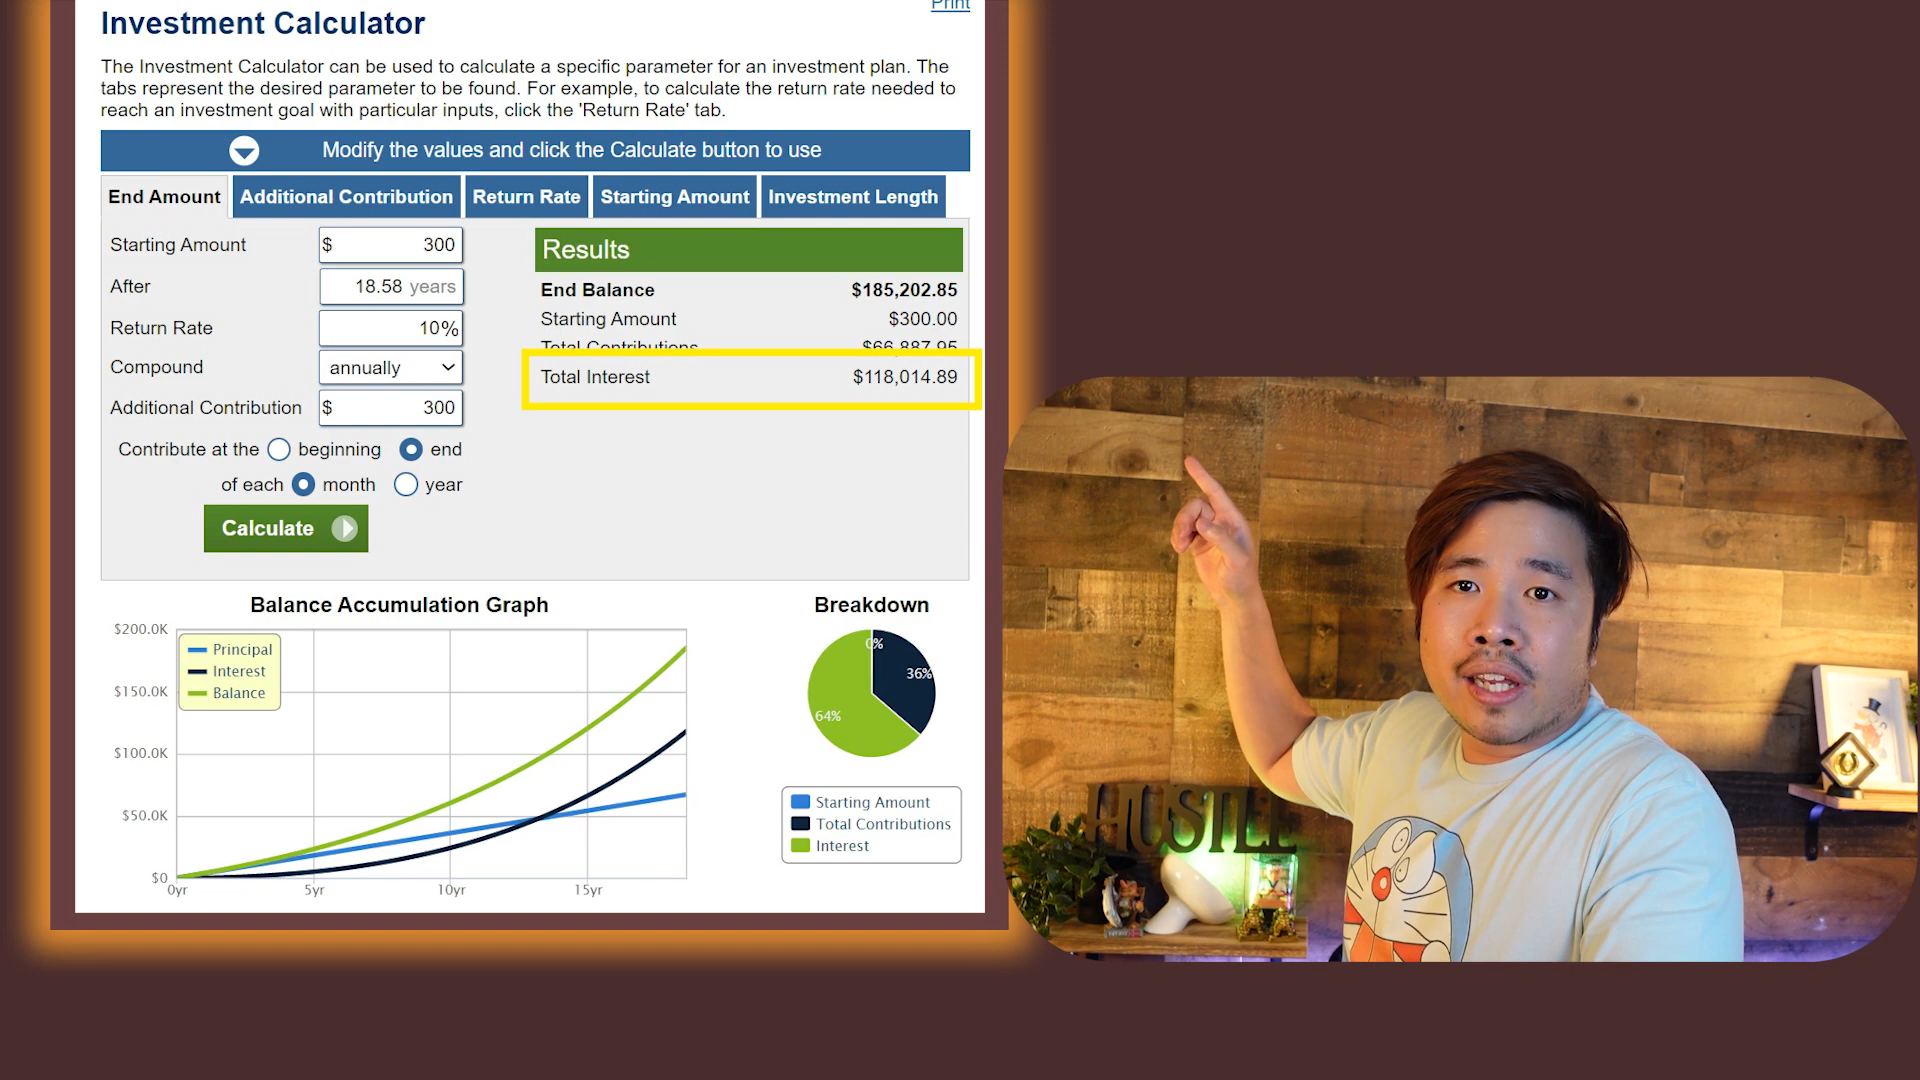 Print
Investment Calculator
The Investment Calculator can be used to calculate a specific parameter for an investment plan. The
tabs represent the desired parameter to be found. For example, to calculate the return rate needed to
reach an investment goal with particular inputs, click the 'Return Rate' tab.
Modify the values and click the Calculate button to use
End Amount Additional Contribution Return Rate Starting Amount Investment Length
Starting Amount $ 300
After 18.58 years
Return Rate 10%
Compound annually
Additional Contribution $ 300
Contribute at the beginning end
of each month year
Calculate
Results
End Balance $185,202.85
Starting Amount $300.00
Total Contributions $66,887.95
Total Interest $118,014.89
Balance Accumulation Graph
$200.0K
$150.0K
$100.0K
$50.0K
$0
Principal
Interest
Balance
0yr 5yr 10yr 15yr
Breakdown
0%
36%
64%
Starting Amount
Total Contributions
Interest
HUSTLE